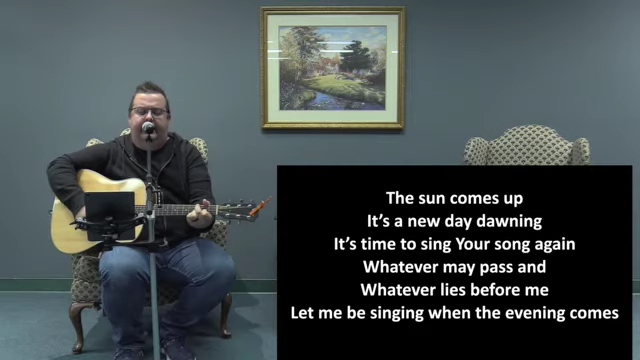 The sun comes up
It's a new day dawning
It's time to sing Your song again
Whatever may pass and
Whatever lies before me
Let me be singing when the evening comes